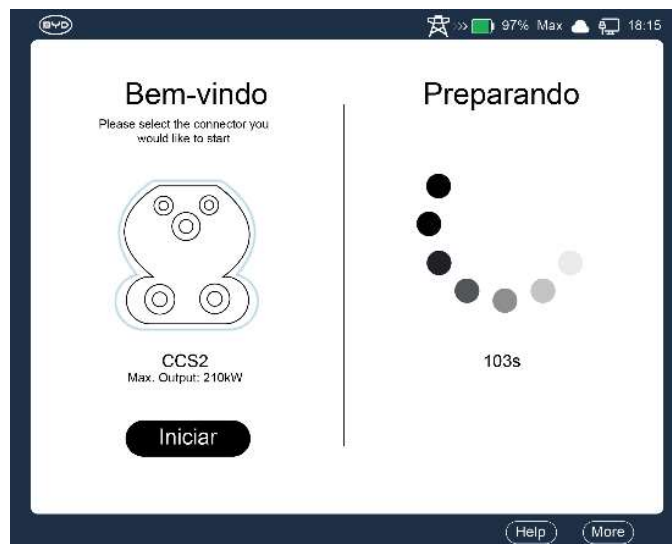 BYD
97% Max 18:15
Bem-vindo
Please select the connector you
would like to start
CCS2
Max. Output: 210kW
Iniciar
Preparando
103s
Help
More